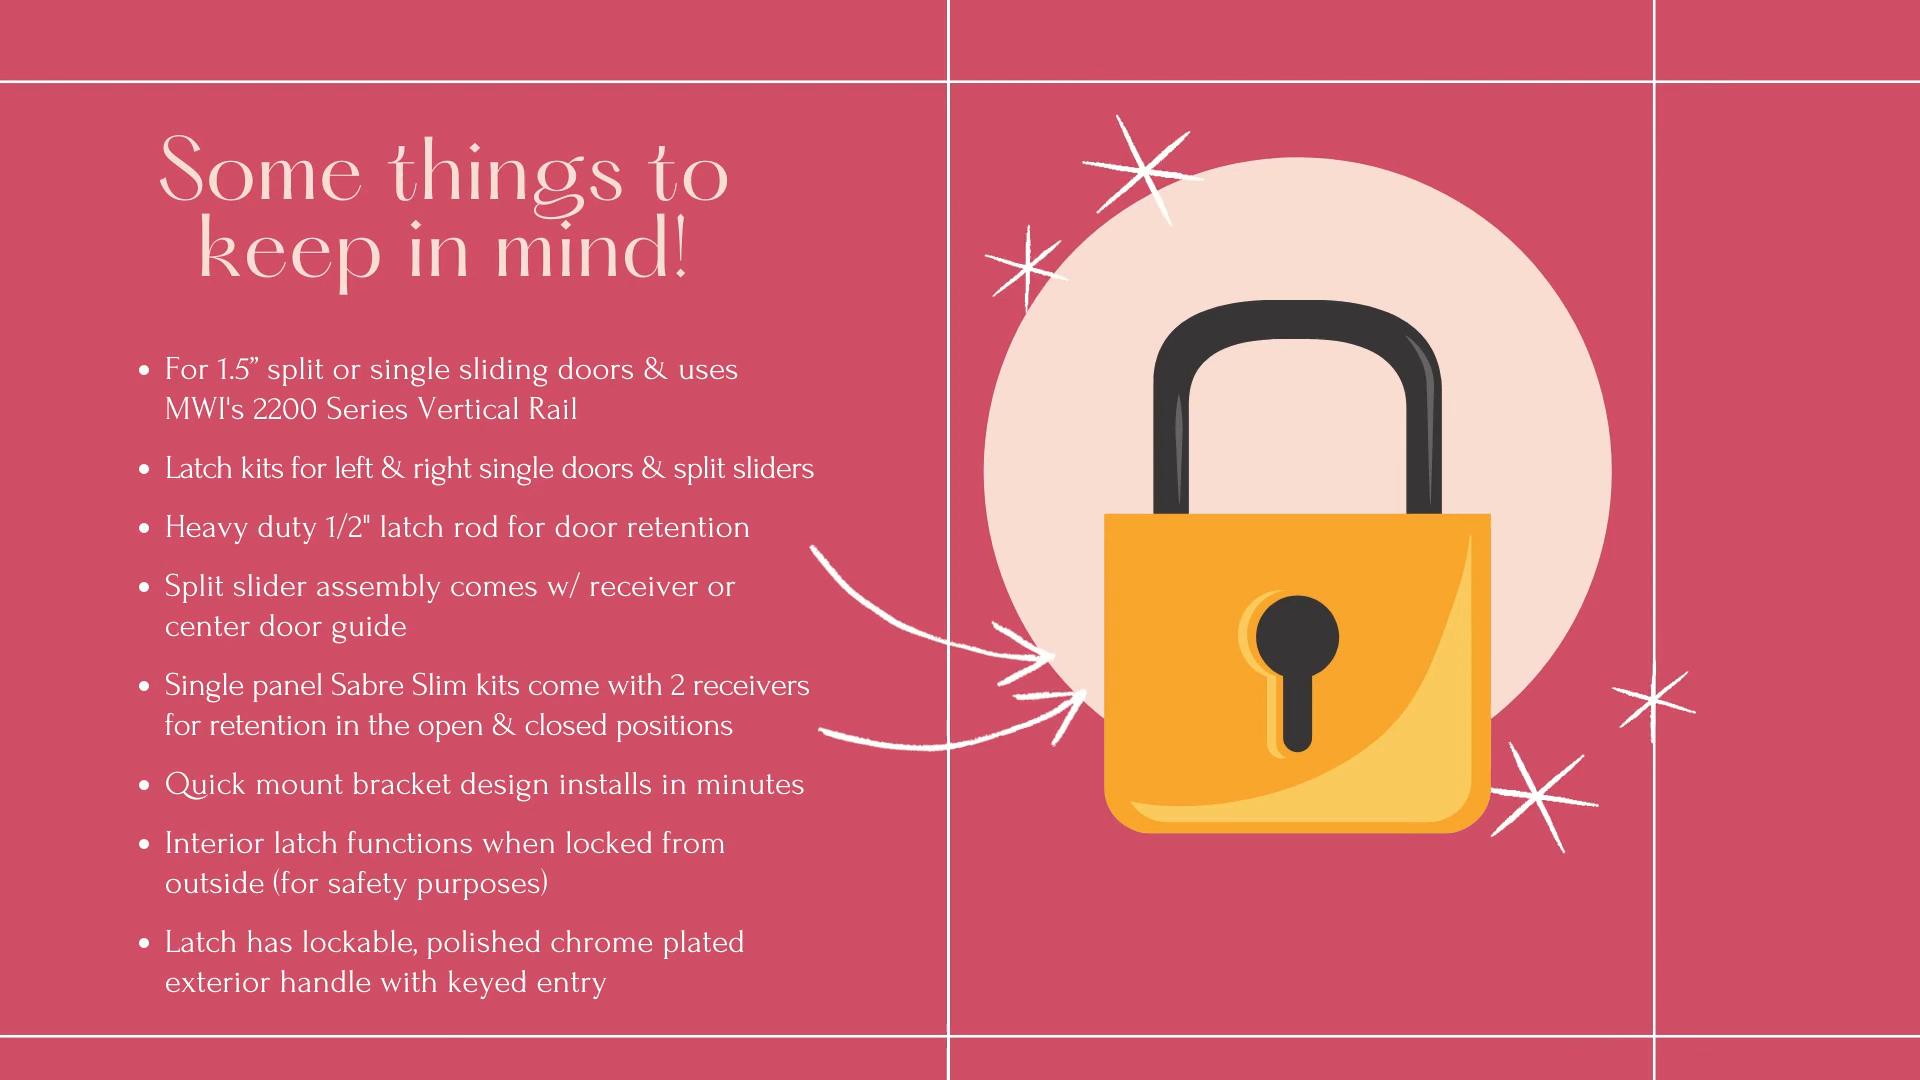 Some things to
keep in mind!
• For 1.5” split or single sliding doors & uses
MWI's 2200 Series Vertical Rail
• Latch kits for left & right single doors & split sliders
• Heavy duty 1/2" latch rod for door retention
• Split slider assembly comes w/ receiver or
center door guide
• Single panel Sabre Slim kits come with 2 receivers
for retention in the open & closed positions
• Quick mount bracket design installs in minutes
• Interior latch functions when locked from
outside (for safety purposes)
• Latch has lockable, polished chrome plated
exterior handle with keyed entry